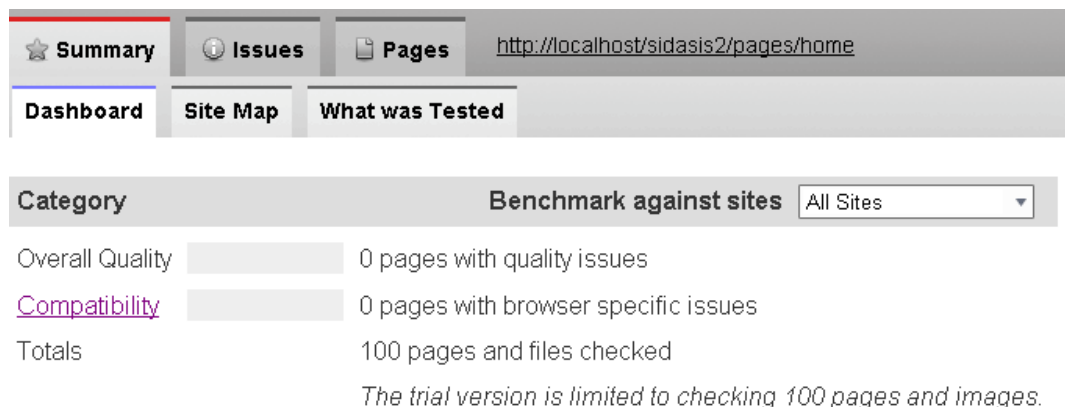 Summary Issues Pages http://localhost/sidasis2/pages/home
Dashboard Site Map What was Tested
Category Benchmark against sites All Sites
Overall Quality 0 pages with quality issues
Compatibility 0 pages with browser specific issues
Totals 100 pages and files checked
The trial version is limited to checking 100 pages and images.